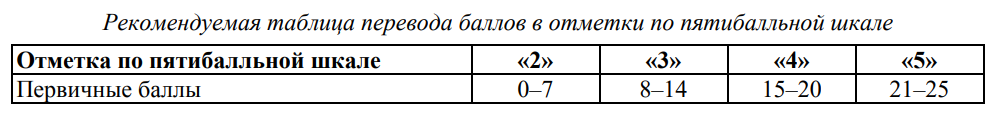 Рекомендуемая таблица перевода баллов в отметки по пятибалльной шкале
Отметка по пятибалльной шкале «2» «3» «4» «5»
Первичные баллы 0–7 8–14 15–20 21–25